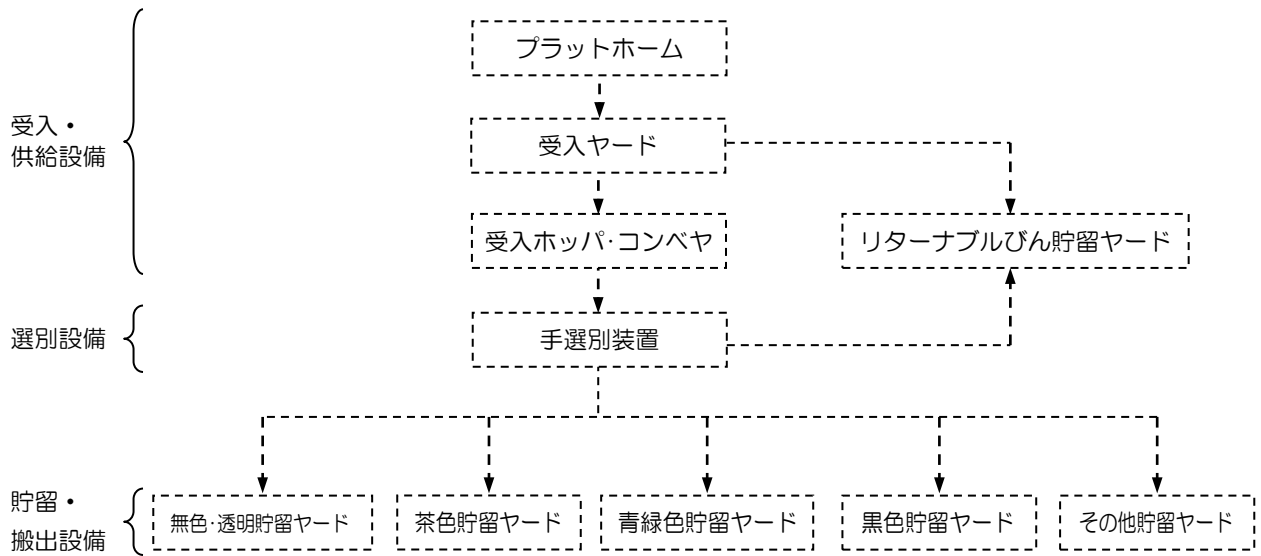 プラットホーム
受入・
供給設備
受入ヤード
受入ホッパ・コンベヤ
リターナブルびん貯留ヤード
選別設備
手選別装置
貯留・
搬出設備
無色・透明貯留ヤード
茶色貯留ヤード
青緑色貯留ヤード
黒色貯留ヤード
その他貯留ヤード